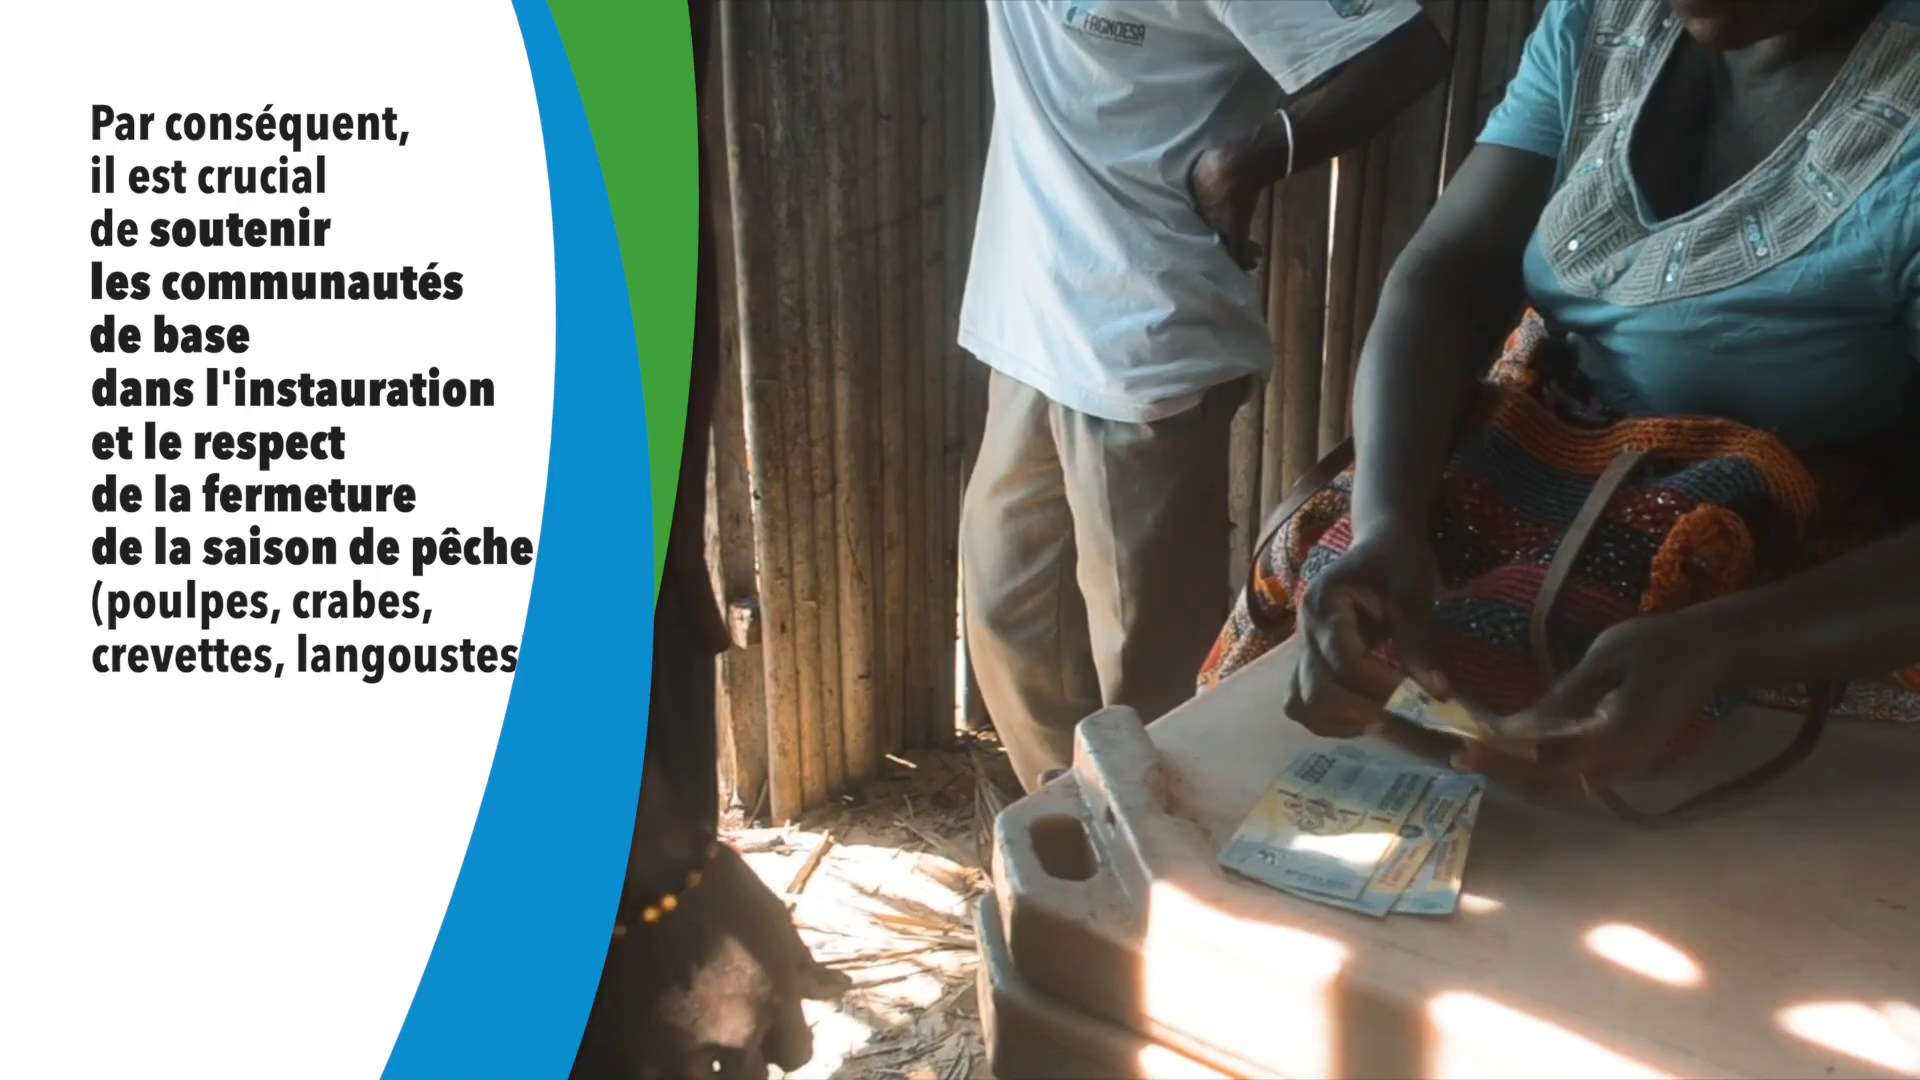 Par conséquent,
il est crucial
de soutenir
les communautés
de base
dans l'instauration
et le respect
de la fermeture
de la saison de pêche
(poulpes, crabes,
crevettes, langoustes
FAGNOESA